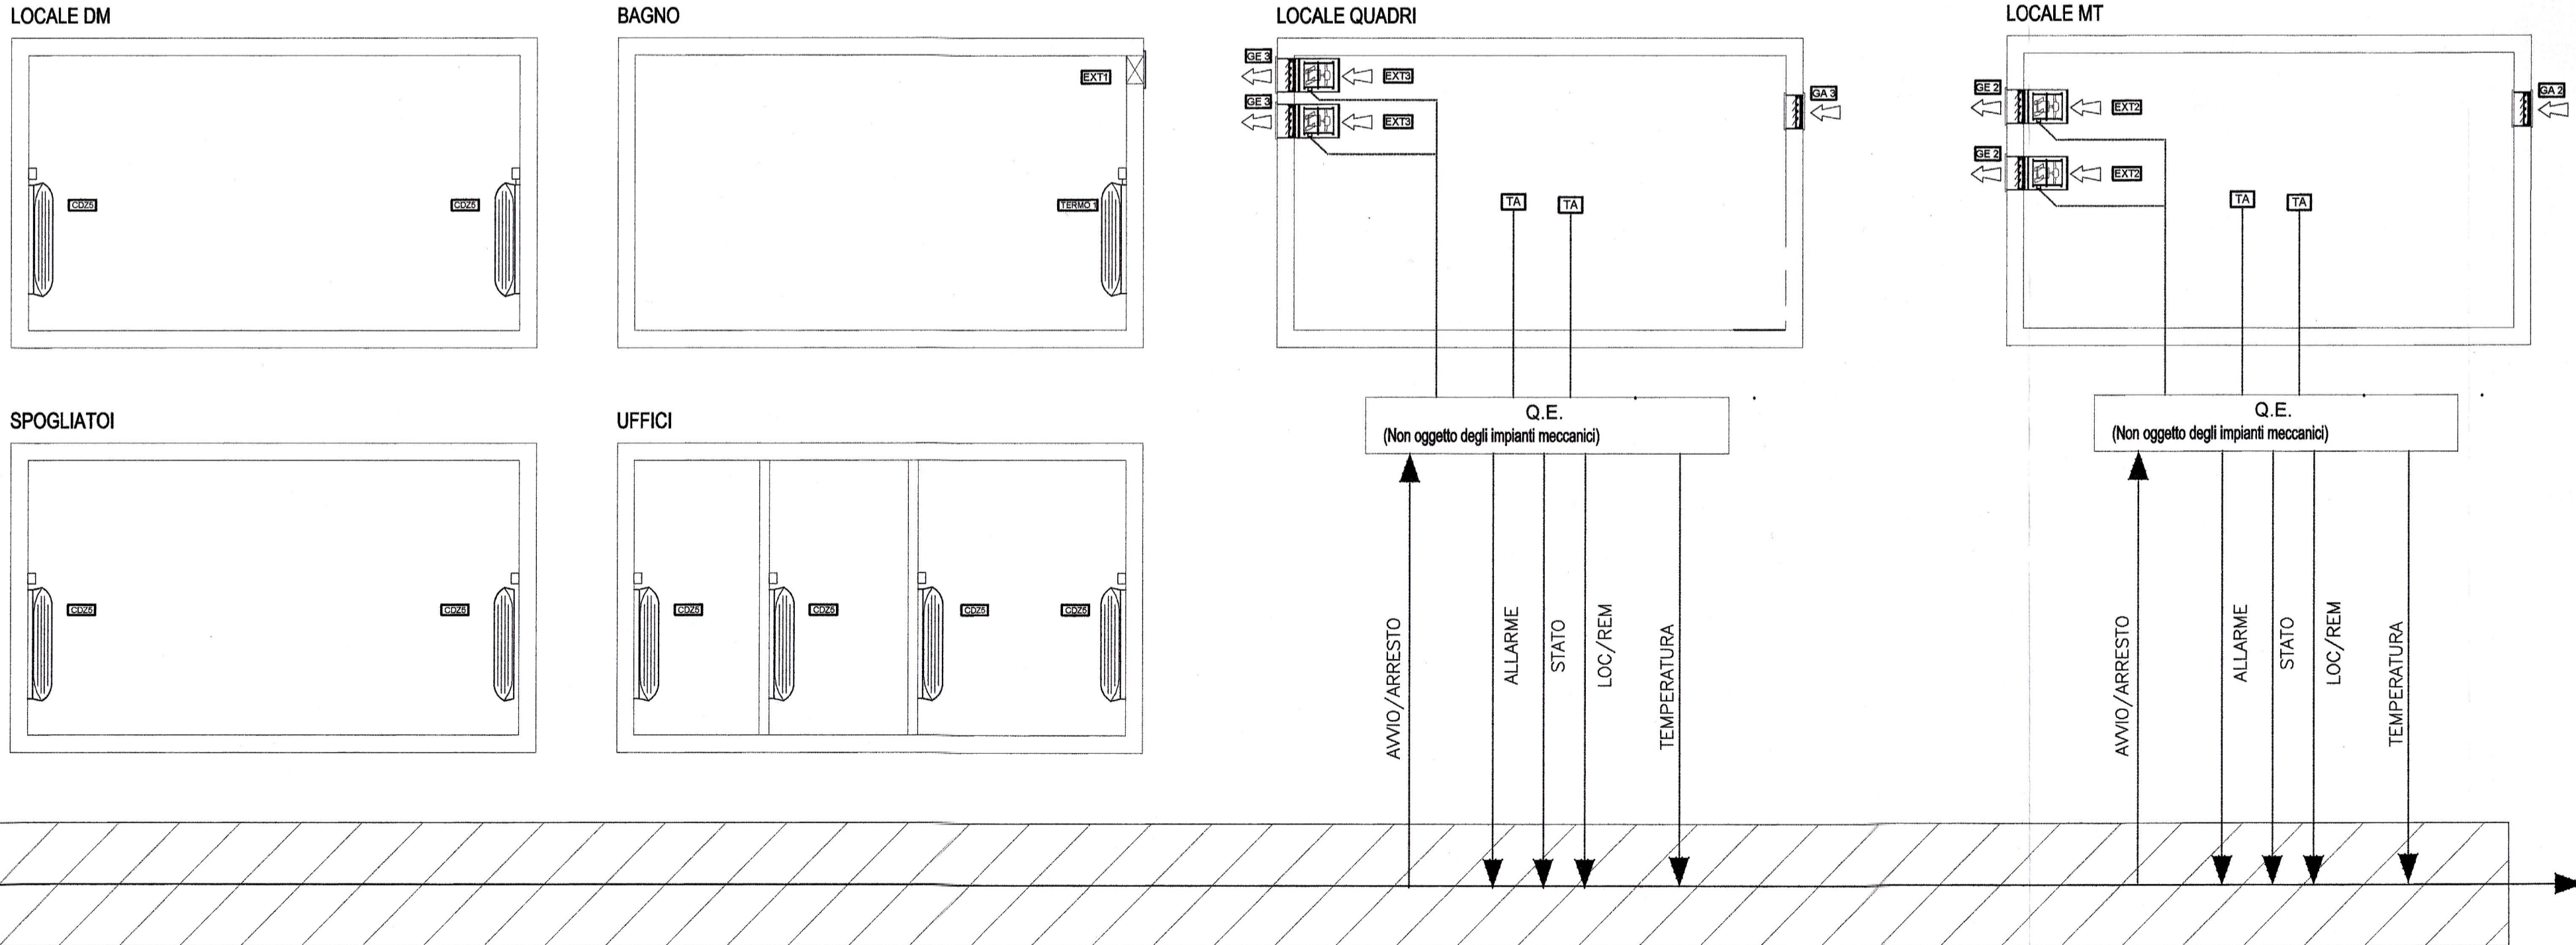 LOCALE DM
BAGNO
LOCALE QUADRI
LOCALE MT
EXT1
GE 3
EXT3
GE 3
EXT3
GA 3
GE 2
EXT2
GE 2
EXT2
GA 2
CDZ5
CDZ5
TERMO 1
TA
TA
TA
TA
SPOGLIATOI
UFFICI
Q.E.
(Non oggetto degli impianti meccanici)
Q.E.
(Non oggetto degli impianti meccanici)
CDZ5
CDZ5
CDZ5
CDZ5
CDZ5
CDZ5
AVVIO/ARRESTO
ALLARME
STATO
LOC/REM
TEMPERATURA
AVVIO/ARRESTO
ALLARME
STATO
LOC/REM
TEMPERATURA